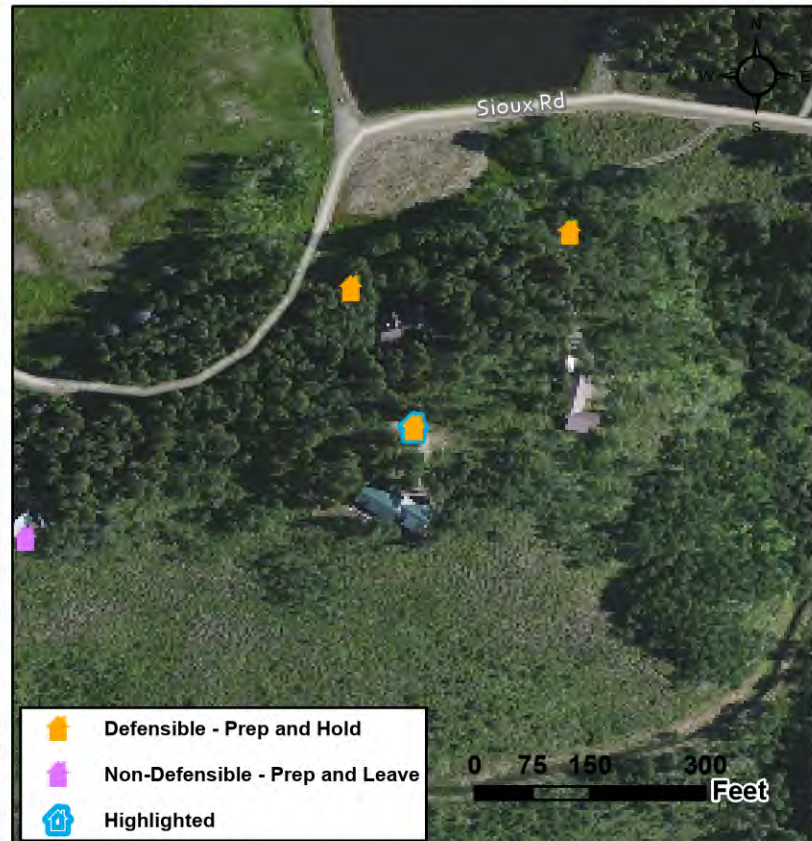 N
W E
S
Sioux Rd
Defensible - Prep and Hold
Non-Defensible - Prep and Leave
Highlighted
0 75 150 300
Feet